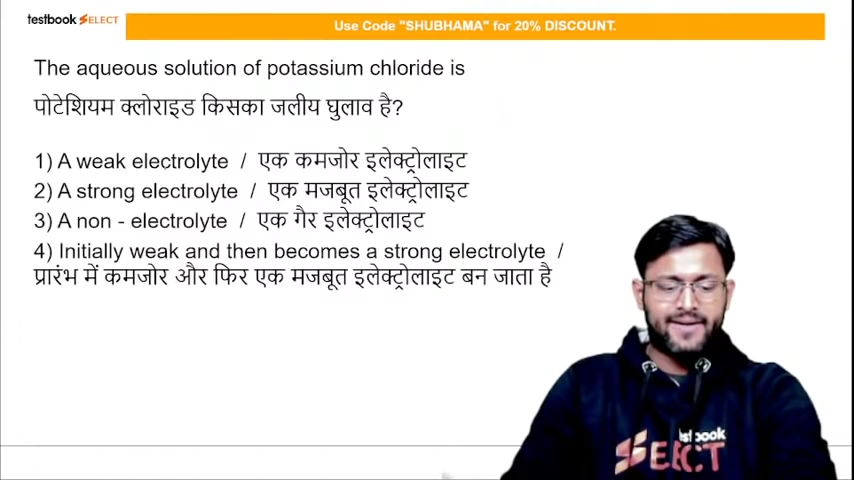 testbook SELECT
Use Code "SHUBHAMA" for 20% DISCOUNT.
The aqueous solution of potassium chloride is
पोटेशियम क्लोराइड किसका जलीय घुलाव है?
1) A weak electrolyte / एक कमजोर इलेक्ट्रोलाइट
2) A strong electrolyte / एक मजबूत इलेक्ट्रोलाइट
3) A non - electrolyte / एक गैर इलेक्ट्रोलाइट
4) Initially weak and then becomes a strong electrolyte /
प्रारंभ में कमजोर और फिर एक मजबूत इलेक्ट्रोलाइट बन जाता है
testbook
SELECT